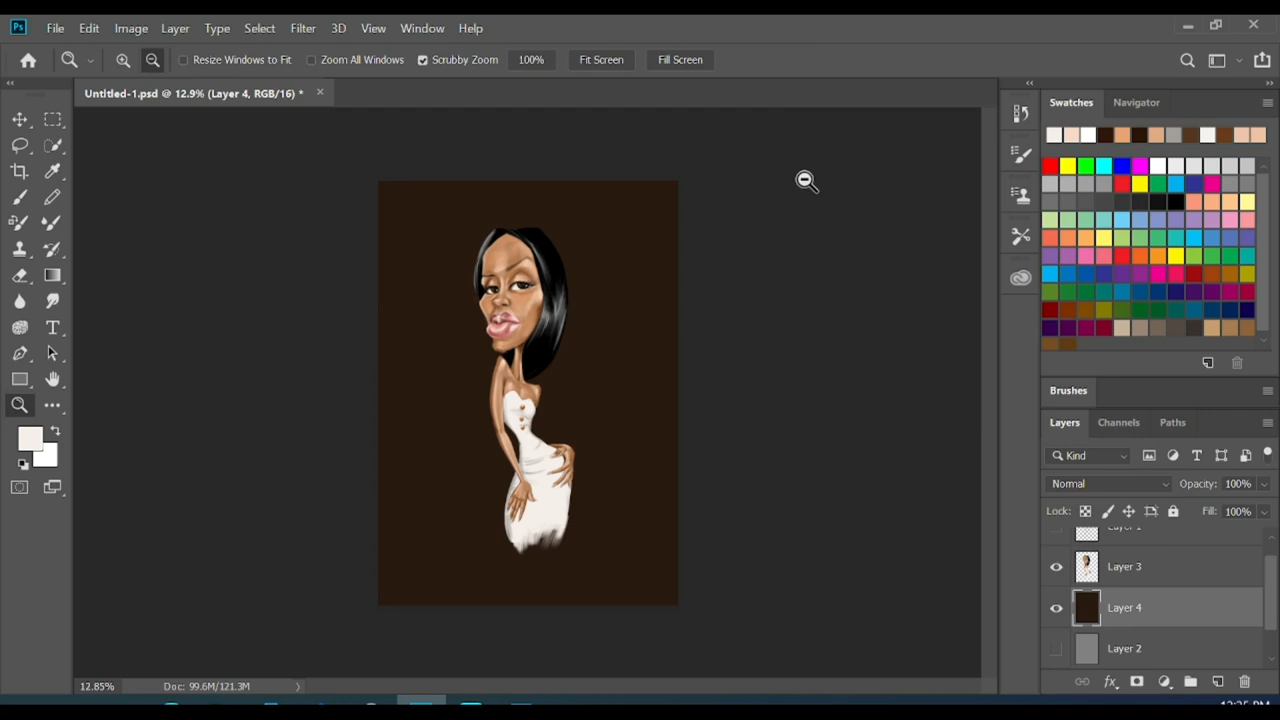 Ps File Edit Image Layer Type Select Filter 3D View Window Help
Resize Windows to Fit Zoom All Windows Scrubby Zoom 100% Fit Screen Fill Screen
Untitled-1.psd @ 12.9% (Layer 4, RGB/16) *
Swatches Navigator
Brushes
Layers Channels Paths
Kind
Normal Opacity: 100%
Lock: Fill: 100%
Layer 3
Layer 4
Layer 2
fx
12.85% Doc: 99.6M/121.3M